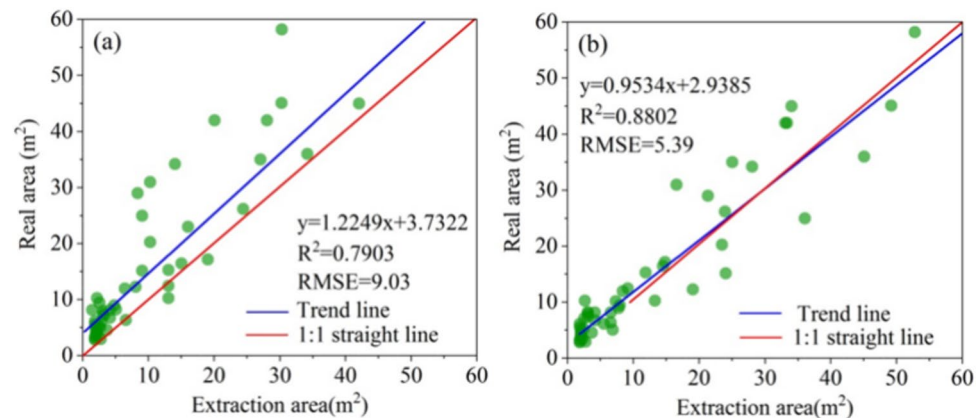 (a)
60
50
40
30
20
10
0
Real area (m²)
y=1.2249x+3.7322
R²=0.7903
RMSE=9.03
Trend line
1:1 straight line
0 10 20 30 40 50 60
Extraction area(m²)
(b)
60
50
40
30
20
10
0
Real area (m²)
y=0.9534x+2.9385
R²=0.8802
RMSE=5.39
Trend line
1:1 straight line
0 10 20 30 40 50 60
Extraction area(m²)